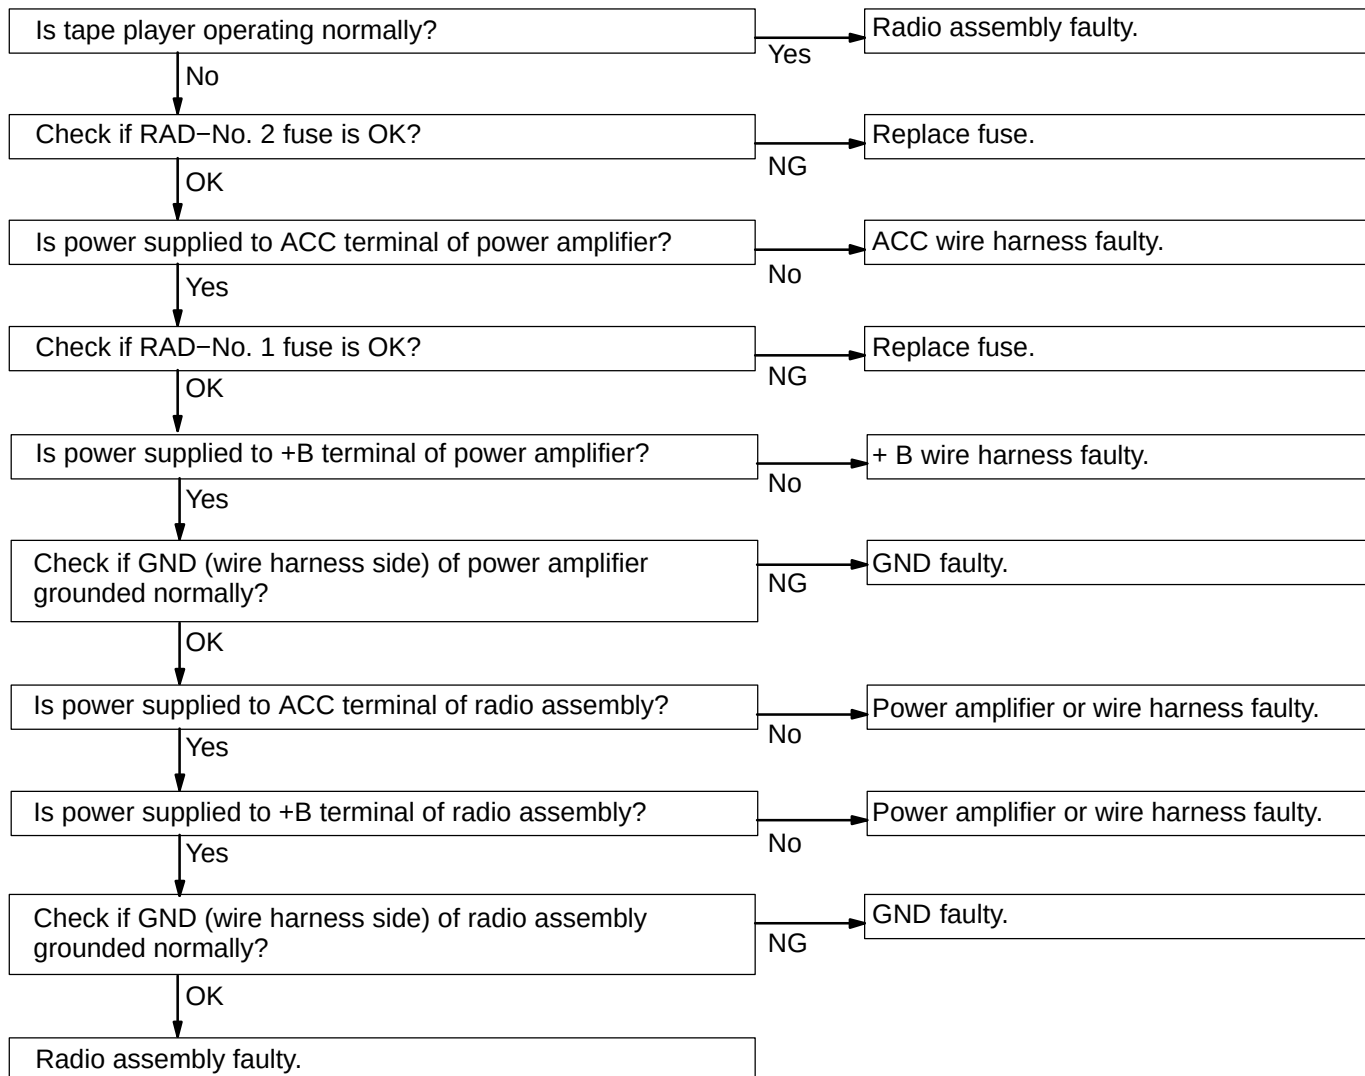 Is tape player operating normally?
Radio assembly faulty.
Yes
No
Check if RAD−No. 2 fuse is OK?
Replace fuse.
NG
OK
Is power supplied to ACC terminal of power amplifier?
ACC wire harness faulty.
No
Yes
Check if RAD−No. 1 fuse is OK?
Replace fuse.
NG
OK
Is power supplied to +B terminal of power amplifier?
+ B wire harness faulty.
No
Yes
Check if GND (wire harness side) of power amplifier
grounded normally?
GND faulty.
NG
OK
Is power supplied to ACC terminal of radio assembly?
Power amplifier or wire harness faulty.
No
Yes
Is power supplied to +B terminal of radio assembly?
Power amplifier or wire harness faulty.
No
Yes
Check if GND (wire harness side) of radio assembly
grounded normally?
GND faulty.
NG
OK
Radio assembly faulty.